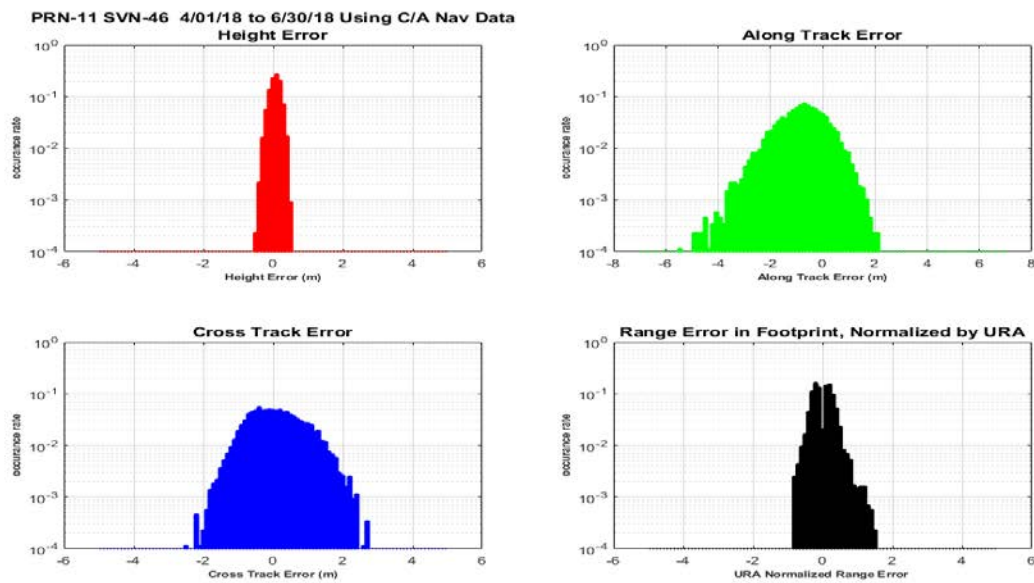 PRN-11 SVN-46 4/01/18 to 6/30/18 Using C/A Nav Data
Height Error
10^0
10^-1
10^-2
10^-3
10^-4
occurance rate
-6 -4 -2 0 2 4 6
Height Error (m)
Along Track Error
10^0
10^-1
10^-2
10^-3
10^-4
occurance rate
-8 -6 -4 -2 0 2 4 6 8
Along Track Error (m)
Cross Track Error
10^0
10^-1
10^-2
10^-3
10^-4
occurance rate
-6 -4 -2 0 2 4 6
Cross Track Error (m)
Range Error in Footprint, Normalized by URA
10^0
10^-1
10^-2
10^-3
10^-4
occurance rate
-6 -4 -2 0 2 4 6
URA Normalized Range Error